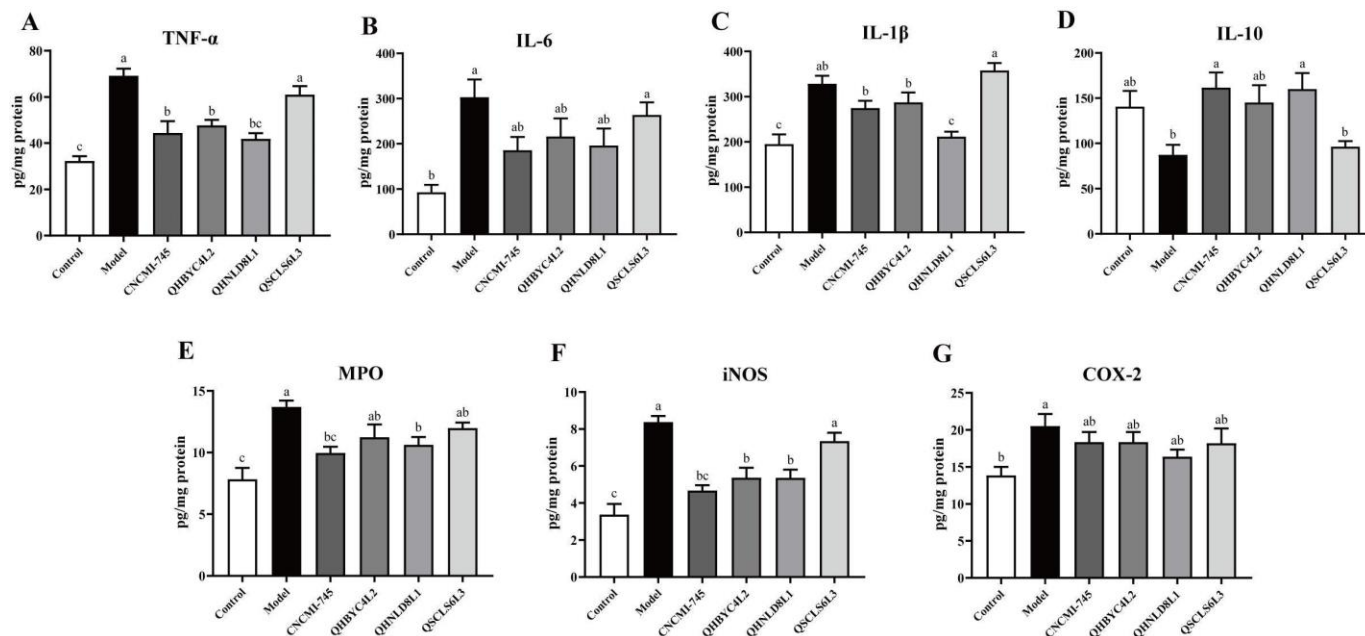 A
TNF-α
pg/mg protein
80
60
40
20
0
c
a
b
b
bc
a
Control
Model
CNCMI-745
QHBYC4L2
QHNLD8L1
QSCLS6L3
B
IL-6
pg/mg protein
400
300
200
100
0
b
a
ab
ab
ab
a
Control
Model
CNCMI-745
QHBYC4L2
QHNLD8L1
QSCLS6L3
C
IL-1β
pg/mg protein
400
300
200
300
0
c
ab
b
b
c
a
Control
Model
CNCMI-745
QHBYC4L2
QHNLD8L1
QSCLS6L3
D
IL-10
pg/mg protein
200
150
100
50
0
ab
b
a
ab
a
b
Control
Model
CNCMI-745
QHBYC4L2
QHNLD8L1
QSCLS6L3
E
MPO
pg/mg protein
15
10
5
0
c
a
bc
ab
b
ab
Control
Model
CNCMI-745
QHBYC4L2
QHNLD8L1
QSCLS6L3
F
iNOS
pg/mg protein
10
8
6
4
2
0
c
a
bc
b
b
a
Control
Model
CNCMI-745
QHBYC4L2
QHNLD8L1
QSCLS6L3
G
COX-2
pg/mg protein
25
20
15
10
5
0
b
a
ab
ab
ab
ab
Control
Model
CNCMI-745
QHBYC4L2
QHNLD8L1
QSCLS6L3